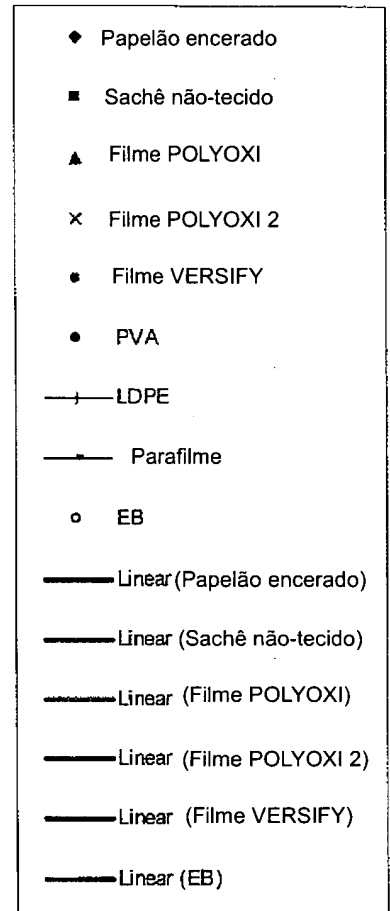 Papelão encerado
Sachê não-tecido
Filme POLYOXI
Filme POLYOXI 2
Filme VERSIFY
PVA
LDPE
Parafilme
EB
Linear (Papelão encerado)
Linear (Sachê não-tecido)
Linear (Filme POLYOXI)
Linear (Filme POLYOXI 2)
Linear (Filme VERSIFY)
Linear (EB)